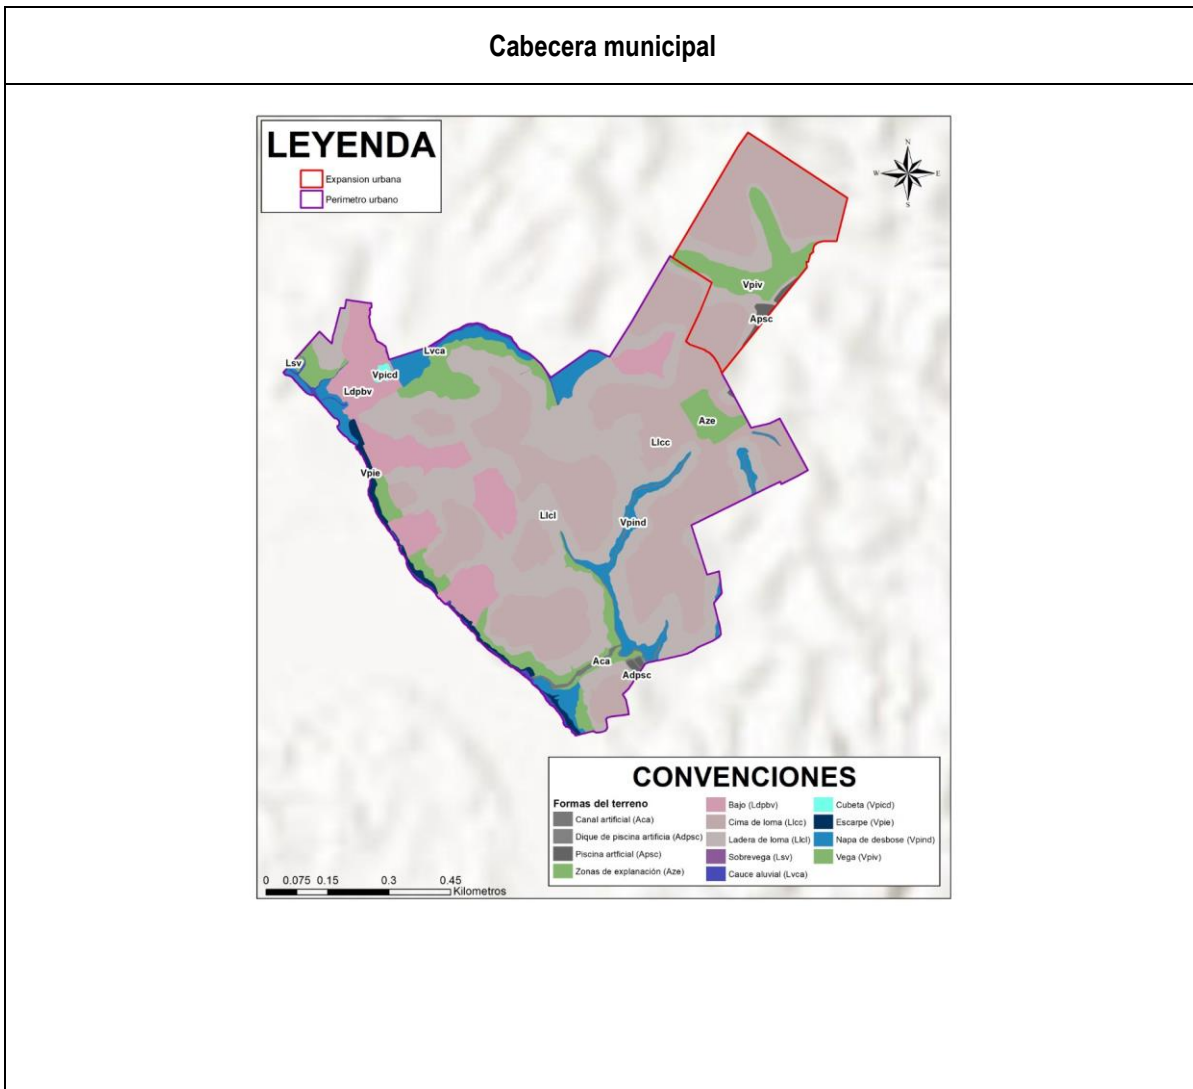 Cabecera municipal
LEYENDA
Expansion urbana
Perimetro urbano
N
W E
S
Vpiv
Apsc
Lvca
Lsv
Vpicd
Ldpbv
Aze
Llcc
Vpie
Llcl
Vpind
Aca
Adpsc
CONVENCIONES
Formas del terreno
Canal artificial (Aca)
Dique de piscina artificia (Adpsc)
Piscina artficial (Apsc)
Zonas de explanación (Aze)
Bajo (Ldpbv)
Cima de loma (Llcc)
Ladera de loma (Llcl)
Sobrevega (Lsv)
Cauce aluvial (Lvca)
Cubeta (Vpicd)
Escarpe (Vpie)
Napa de desbose (Vpind)
Vega (Vpiv)
0 0.075 0.15 0.3 0.45
Kilometros